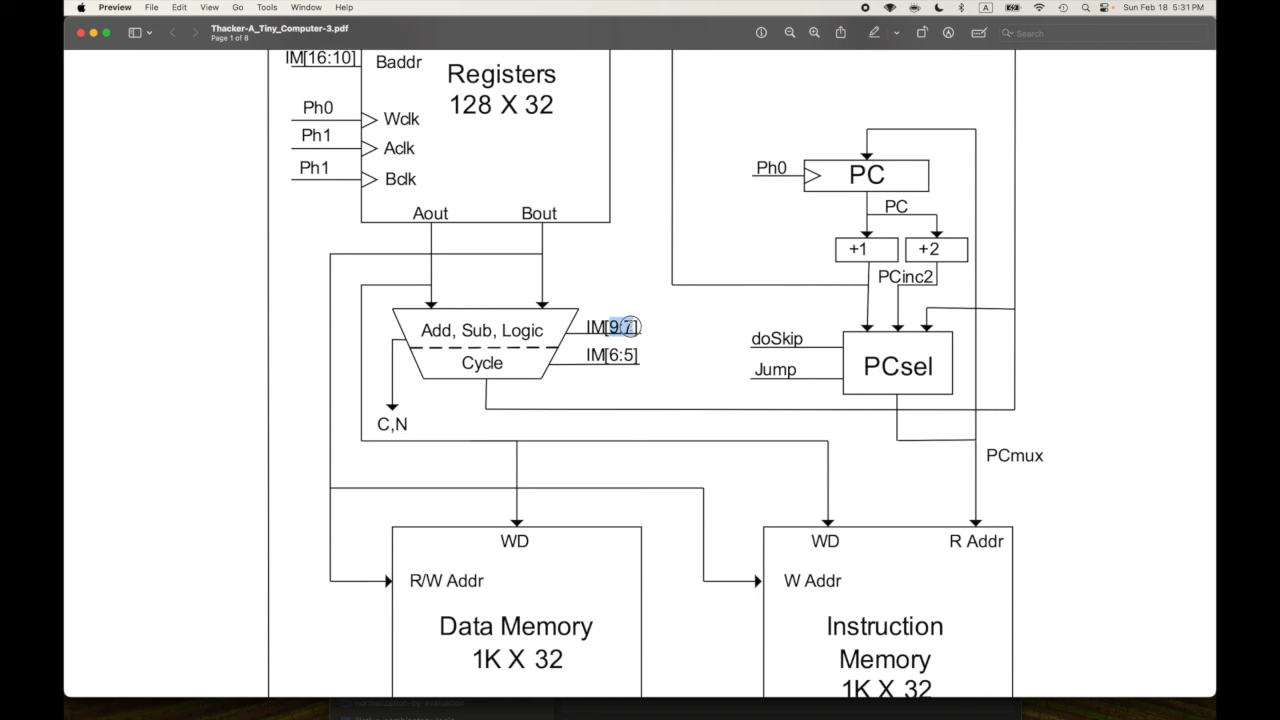 Preview File Edit View Go Tools Window Help
A
Sun Feb 18 5:31 PM
Thacker-A_Tiny_Computer-3.pdf
Page 1 of 8
Search
IM[16:10]
Baddr
Registers
128 X 32
Ph0
Wclk
Ph1
Aclk
Ph1
Bclk
Aout
Bout
Ph0
PC
PC
+1
+2
PCinc2
Add, Sub, Logic
IM[9:7]
Cycle
IM[6:5]
doSkip
Jump
PCsel
C,N
PCmux
WD
R/W Addr
Data Memory
1K X 32
WD
R Addr
W Addr
Instruction
Memory
1K X 32